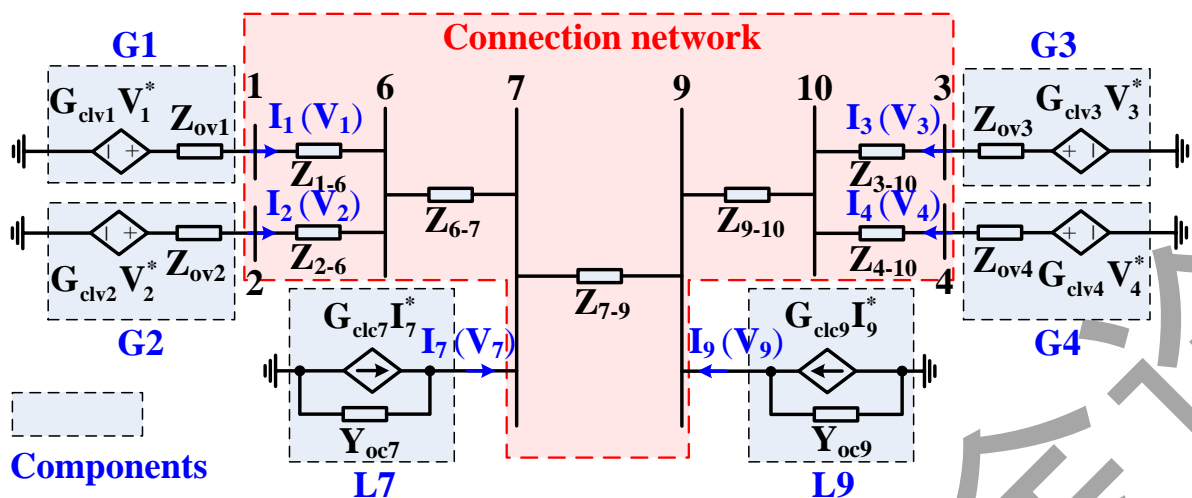 Connection network
G1
G_clv1 V_1^*
Z_ov1
1
I_1 (V_1)
Z_1-6
6
Z_6-7
7
9
Z_7-9
10
Z_9-10
3
I_3 (V_3)
Z_3-10
G3
Z_ov3
G_clv3 V_3^*
G_clv2 V_2^*
Z_ov2
2
I_2 (V_2)
Z_2-6
G2
I_4 (V_4)
Z_4-10
4
Z_ov4
G_clv4 V_4^*
G4
G_clc7 I_7^*
I_7 (V_7)
Y_oc7
L7
I_9 (V_9)
G_clc9 I_9^*
Y_oc9
L9
Components